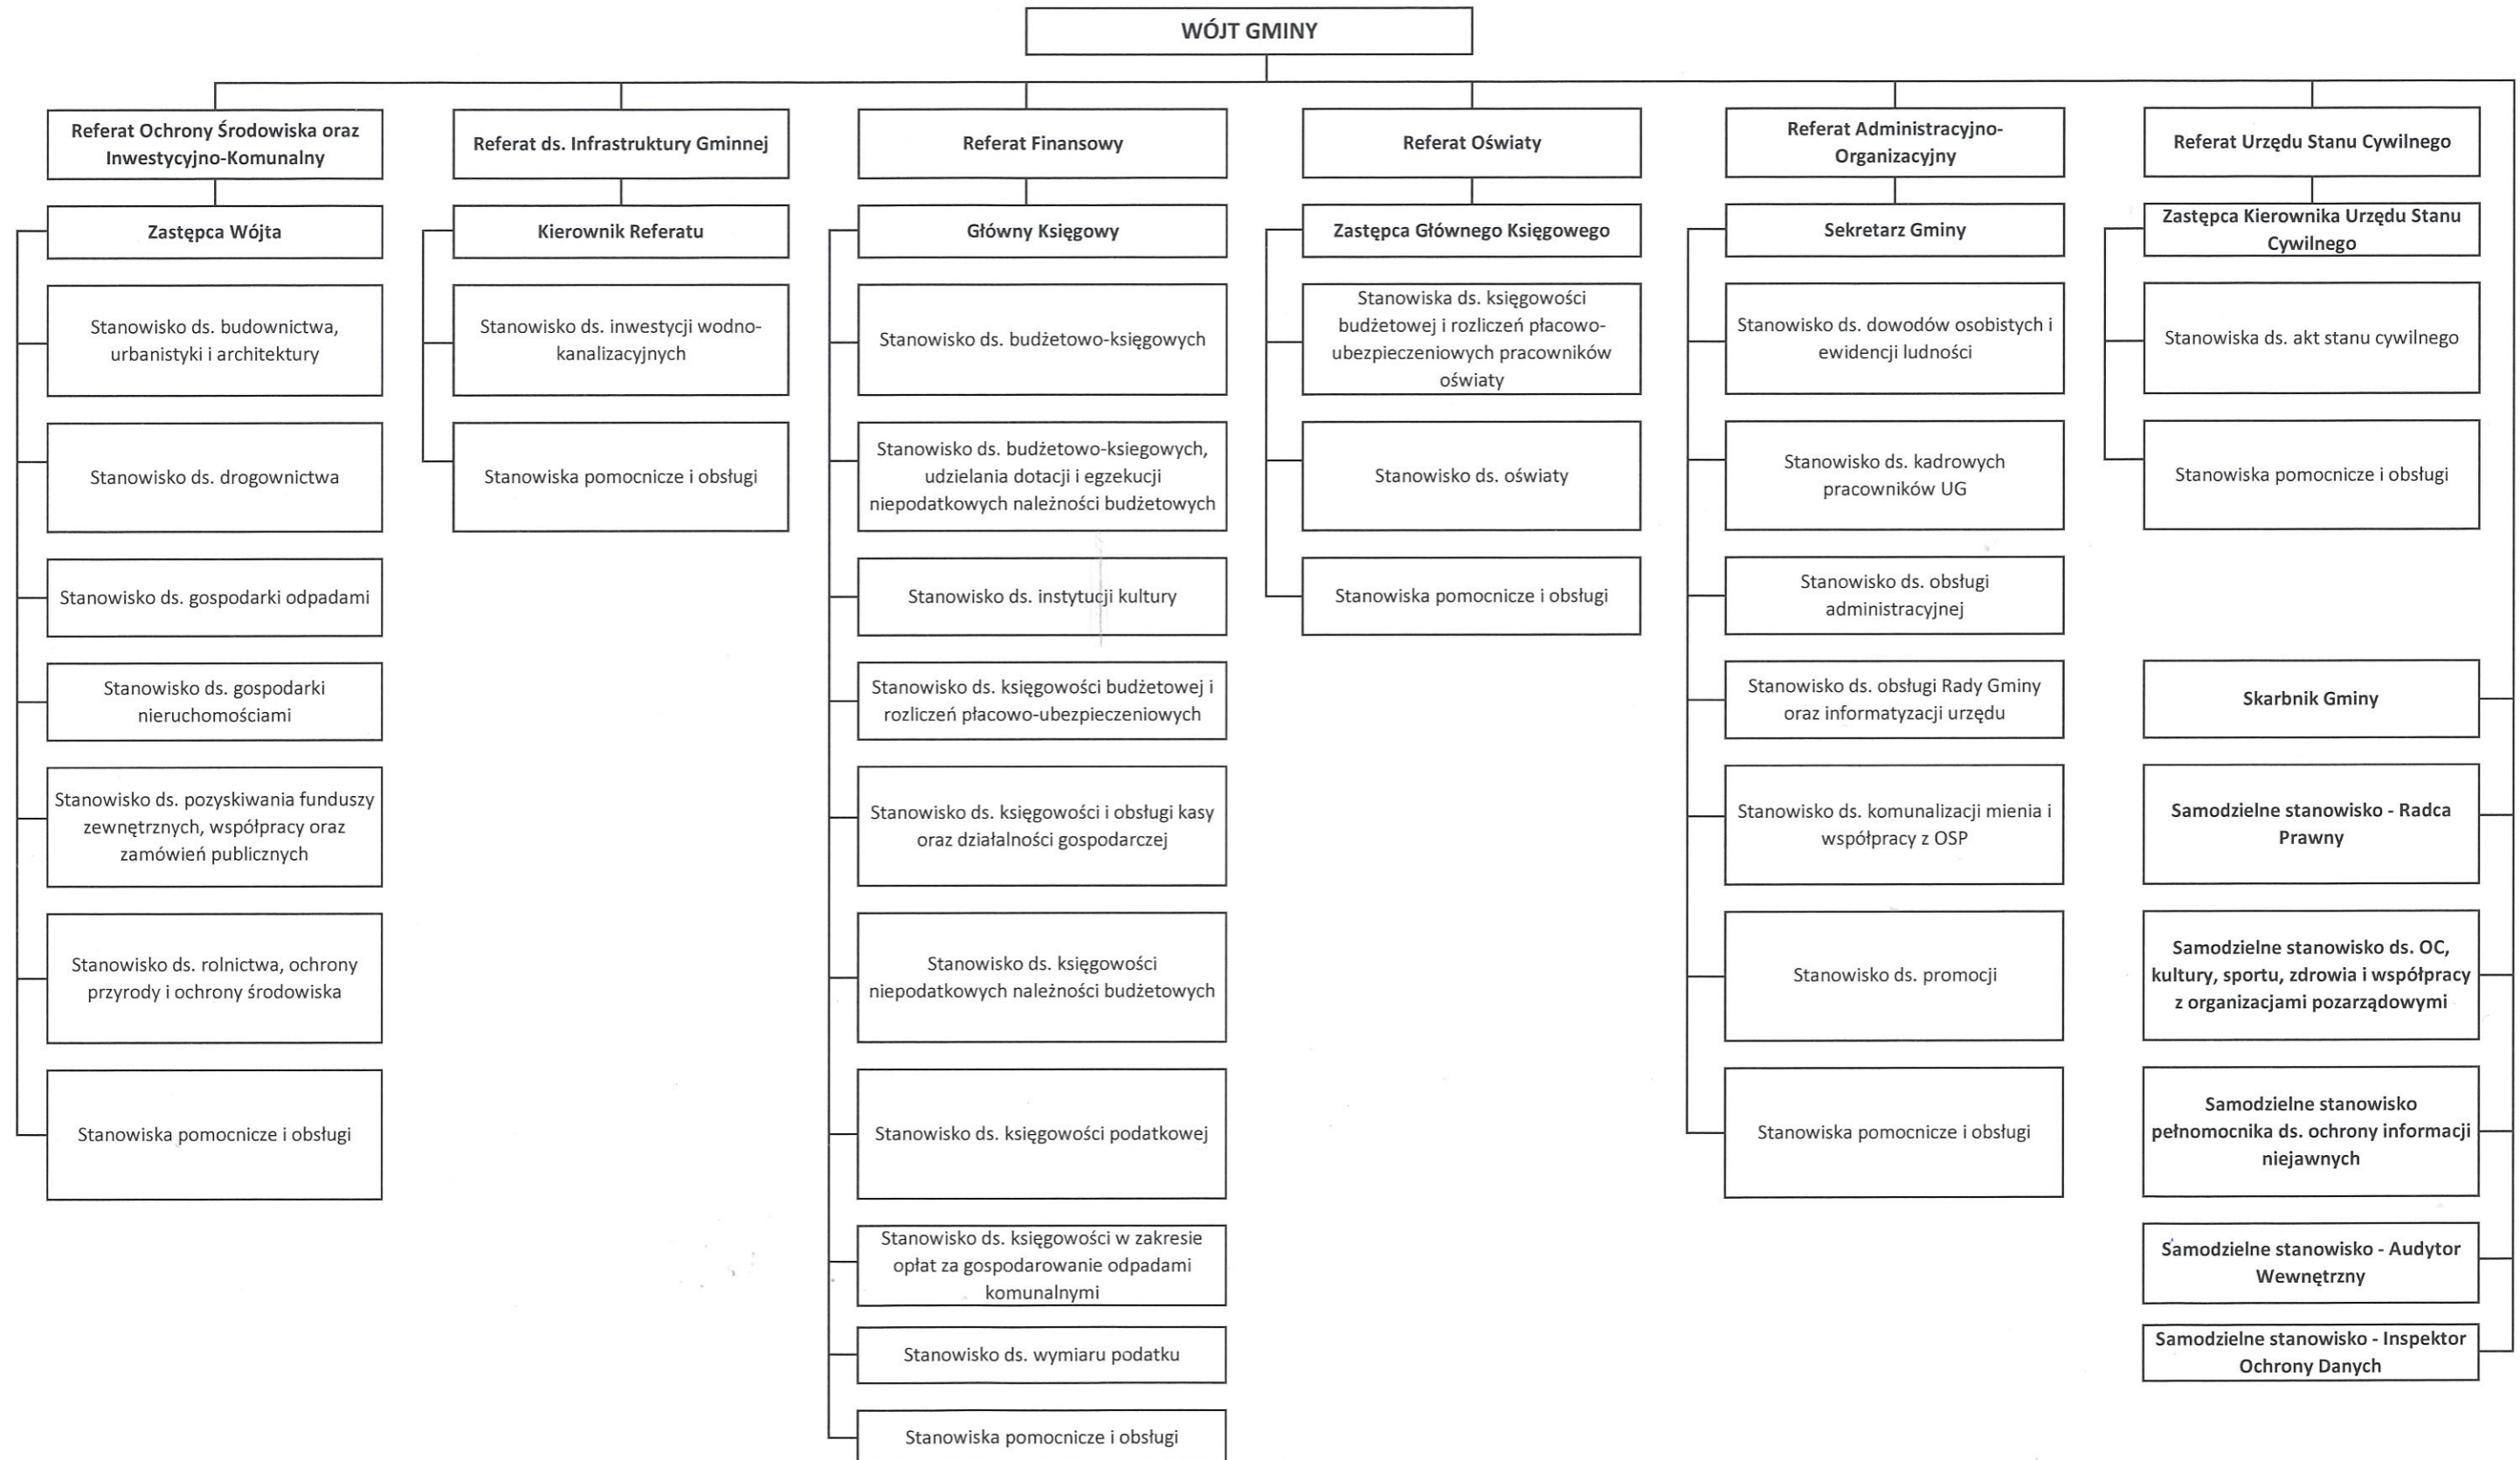 WÓJT GMINY
Referat Ochrony Środowiska oraz
Inwestycyjno-Komunalny
Zastępca Wójta
Stanowisko ds. budownictwa,
urbanistyki i architektury
Stanowisko ds. drogownictwa
Stanowisko ds. gospodarki odpadami
Stanowisko ds. gospodarki
nieruchomościami
Stanowisko ds. pozyskiwania funduszy
zewnętrznych, współpracy oraz
zamówień publicznych
Stanowisko ds. rolnictwa, ochrony
przyrody i ochrony środowiska
Stanowiska pomocnicze i obsługi
Referat ds. Infrastruktury Gminnej
Kierownik Referatu
Stanowisko ds. inwestycji wodno-
kanalizacyjnych
Stanowiska pomocnicze i obsługi
Referat Finansowy
Główny Księgowy
Stanowisko ds. budżetowo-księgowych
Stanowisko ds. budżetowo-ksiegowych,
udzielania dotacji i egzekucji
niepodatkowych należności budżetowych
Stanowisko ds. instytucji kultury
Stanowisko ds. księgowości budżetowej i
rozliczeń płacowo-ubezpieczeniowych
Stanowisko ds. księgowości i obsługi kasy
oraz działalności gospodarczej
Stanowisko ds. księgowości
niepodatkowych należności budżetowych
Stanowisko ds. księgowości podatkowej
Stanowisko ds. księgowości w zakresie
opłat za gospodarowanie odpadami
komunalnymi
Stanowisko ds. wymiaru podatku
Stanowiska pomocnicze i obsługi
Referat Oświaty
Zastępca Głównego Księgowego
Stanowiska ds. księgowości
budżetowej i rozliczeń płacowo-
ubezpieczeniowych pracowników
oświaty
Stanowisko ds. oświaty
Stanowiska pomocnicze i obsługi
Referat Administracyjno-
Organizacyjny
Sekretarz Gminy
Stanowisko ds. dowodów osobistych i
ewidencji ludności
Stanowisko ds. kadrowych
pracowników UG
Stanowisko ds. obsługi
administracyjnej
Stanowisko ds. obsługi Rady Gminy
oraz informatyzacji urzędu
Stanowisko ds. komunalizacji mienia i
współpracy z OSP
Stanowisko ds. promocji
Stanowiska pomocnicze i obsługi
Referat Urzędu Stanu Cywilnego
Zastępca Kierownika Urzędu Stanu
Cywilnego
Stanowiska ds. akt stanu cywilnego
Stanowiska pomocnicze i obsługi
Skarbnik Gminy
Samodzielne stanowisko - Radca
Prawny
Samodzielne stanowisko ds. OC,
kultury, sportu, zdrowia i współpracy
z organizacjami pozarządowymi
Samodzielne stanowisko
pełnomocnika ds. ochrony informacji
niejawnych
Samodzielne stanowisko - Audytor
Wewnętrzny
Samodzielne stanowisko - Inspektor
Ochrony Danych